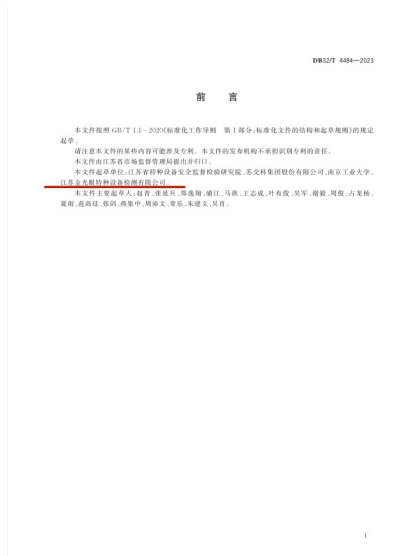 DB32/T 4484—2023
前 言
本文件按照 GB/T 1.1—2020《标准化工作导则 第 1 部分:标准化文件的结构和起草规则》的规定
起草。
请注意本文件的某些内容可能涉及专利。本文件的发布机构不承担识别专利的责任。
本文件由江苏省市场监督管理局提出并归口。
本文件起草单位:江苏省特种设备安全监督检验研究院、苏交科集团股份有限公司、南京工业大学、
江苏金光眼特种设备检测有限公司。
本文件主要起草人:赵青、张延兵、郑逸翔、浦江、马歆、王志成、叶有俊、吴军、谢毅、周俊、占龙杨、
夏雨、范高廷、张剑、燕集中、周添文、常乐、朱建文、吴肖。
I